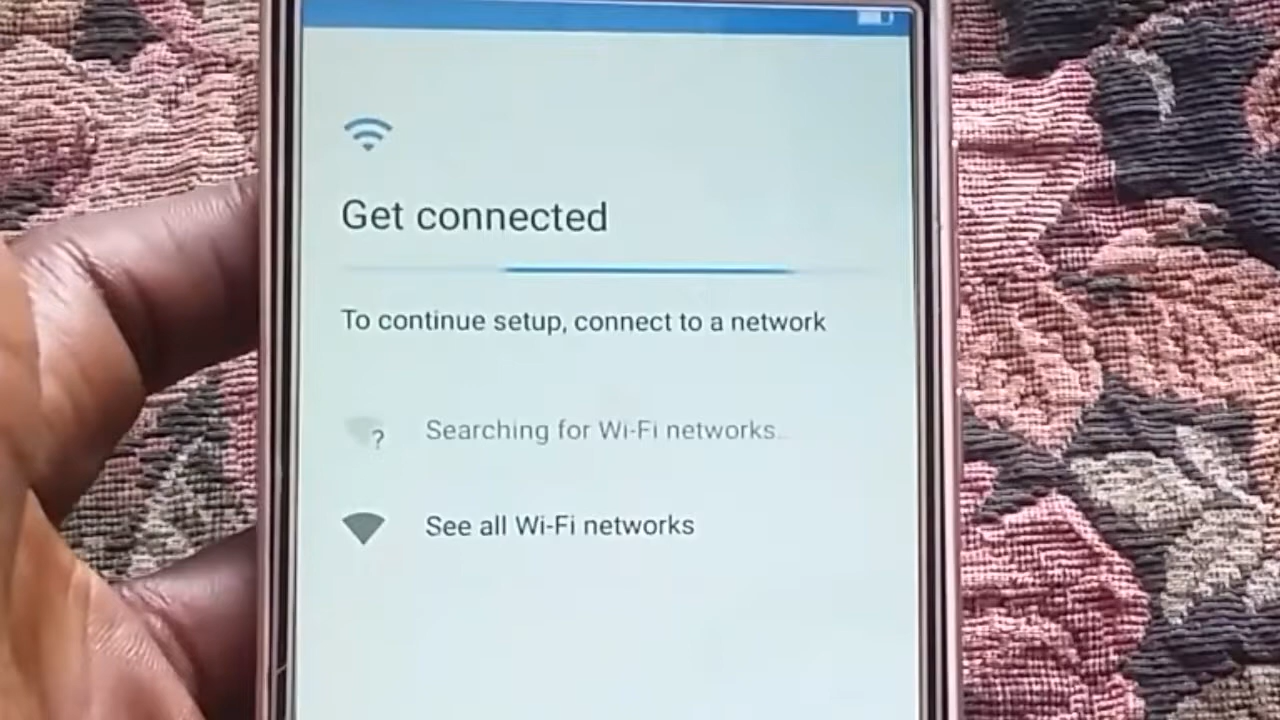 Get connected
To continue setup, connect to a network
Searching for Wi-Fi networks...
See all Wi-Fi networks